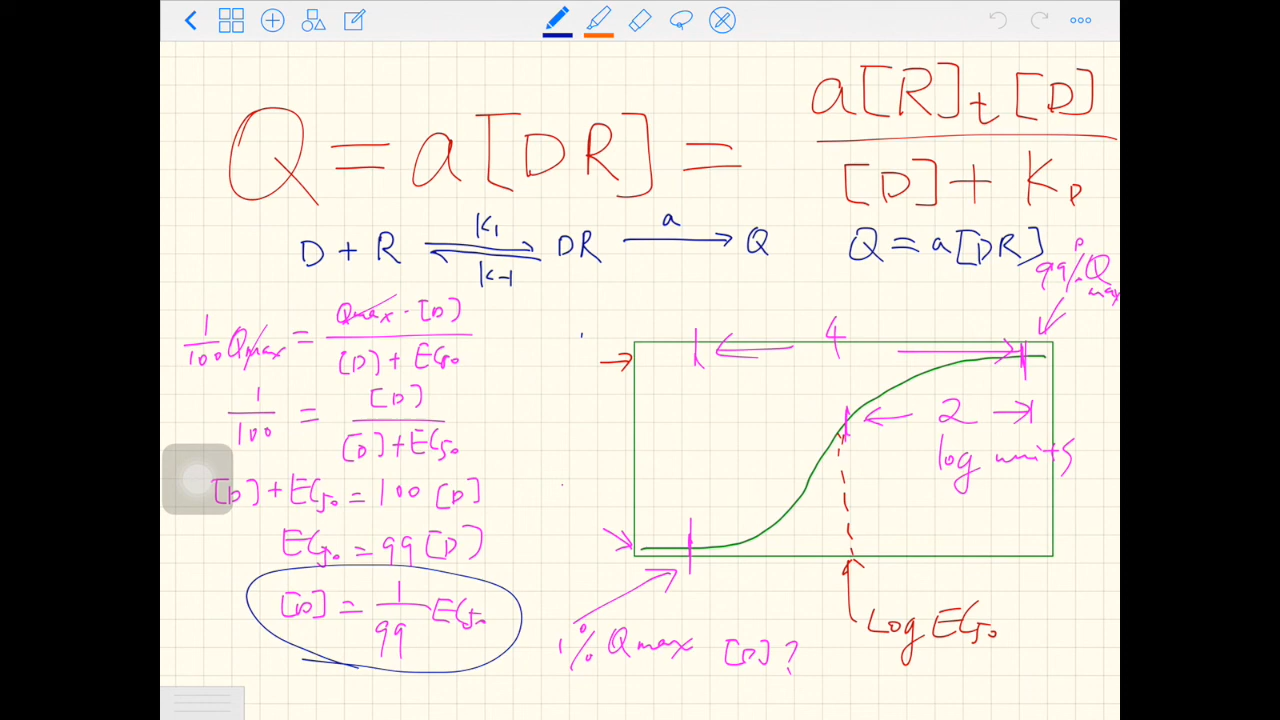 Q = a[DR] = a[R]t[D] / [D] + KD
D + R ⇌ DR → Q
k1
k-1
a
Q = a[DR]
99% Qmax
1/100 Qmax = Qmax · [D] / [D] + EC50
1/100 = [D] / [D] + EC50
[D] + EC50 = 100 [D]
EC50 = 99 [D]
[D] = 1/99 EC50
4
2
log units
1% Qmax [D]?
Log EC50